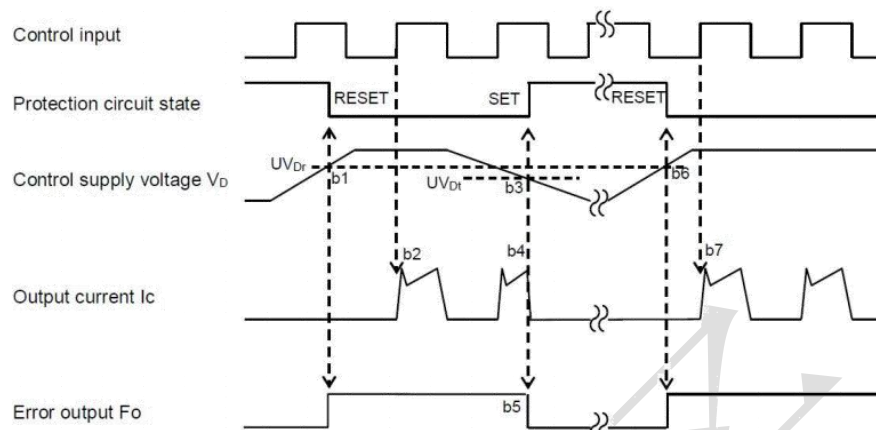 Control input
Protection circuit state
RESET
SET
RESET
Control supply voltage VD
UVDr
b1
UVDt
b3
b6
Output current Ic
b2
b4
b7
Error output Fo
b5